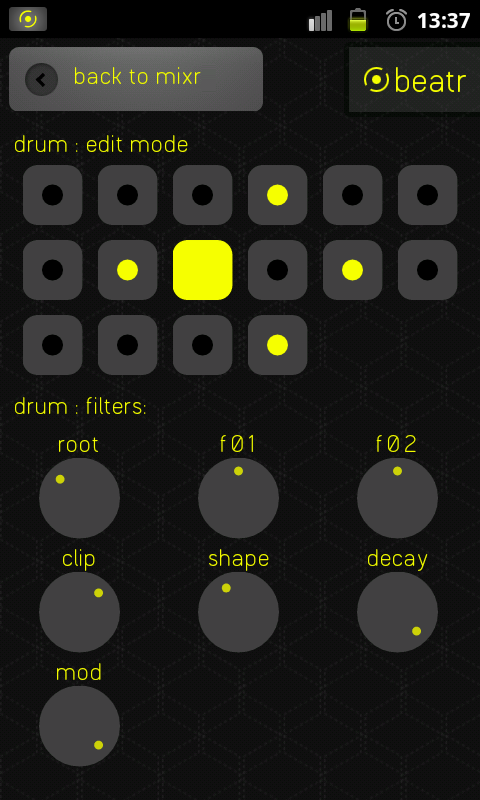 13:37
back to mixr
beatr
drum : edit mode
drum : filters:
root f01 f02
clip shape decay
mod